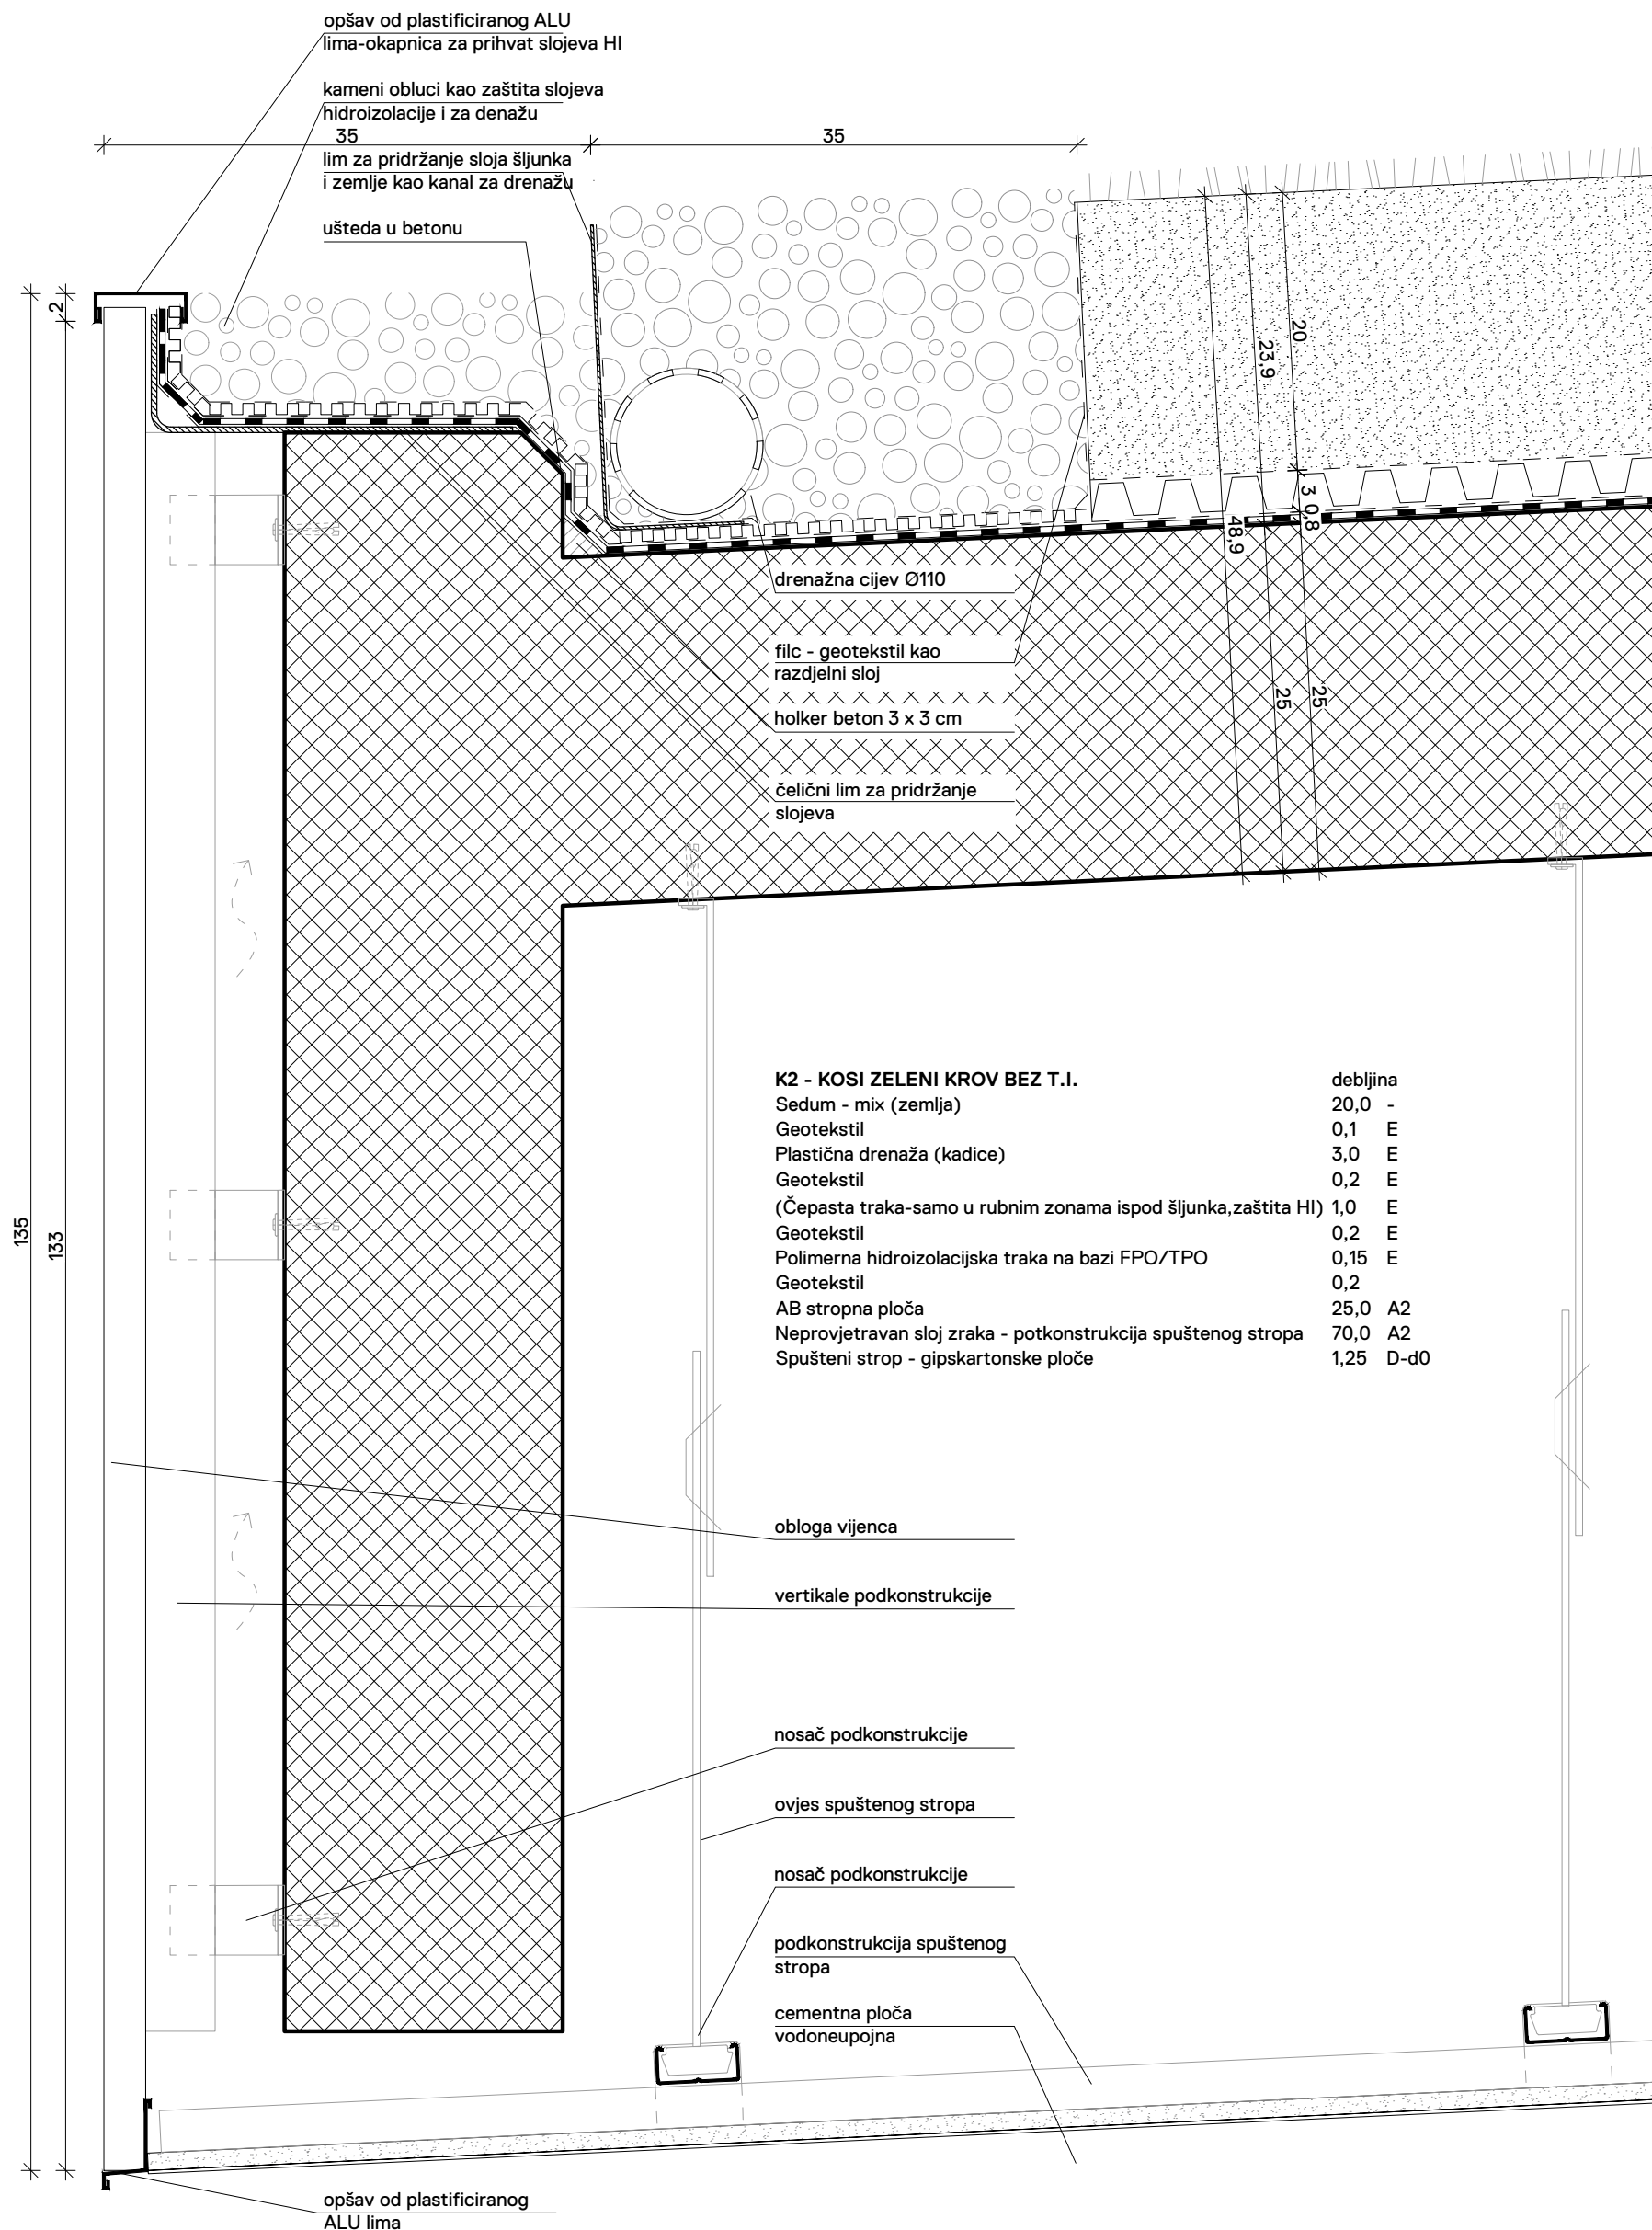 opšav od plastificiranog ALU
lima-okapnica za prihvat slojeva HI
kameni obluci kao zaštita slojeva
hidroizolacije i za denažu
35
35
lim za pridržanje sloja šljunka
i zemlje kao kanal za drenažu
ušteda u betonu
2
20
23,9
3
0,8
48,9
drenažna cijev Ø110
filc - geotekstil kao
razdjelni sloj
25
25
holker beton 3 x 3 cm
čelični lim za pridržanje
slojeva
K2 - KOSI ZELENI KROV BEZ T.I. debljina
Sedum - mix (zemlja) 20,0 -
Geotekstil 0,1 E
Plastična drenaža (kadice) 3,0 E
Geotekstil 0,2 E
(Čepasta traka-samo u rubnim zonama ispod šljunka,zaštita HI) 1,0 E
Geotekstil 0,2 E
Polimerna hidroizolacijska traka na bazi FPO/TPO 0,15 E
Geotekstil 0,2
AB stropna ploča 25,0 A2
Neprovjetravan sloj zraka - potkonstrukcija spuštenog stropa 70,0 A2
Spušteni strop - gipskartonske ploče 1,25 D-d0
135
133
obloga vijenca
vertikale podkonstrukcije
nosač podkonstrukcije
ovjes spuštenog stropa
nosač podkonstrukcije
podkonstrukcija spuštenog
stropa
cementna ploča
vodoneupojna
opšav od plastificiranog
ALU lima